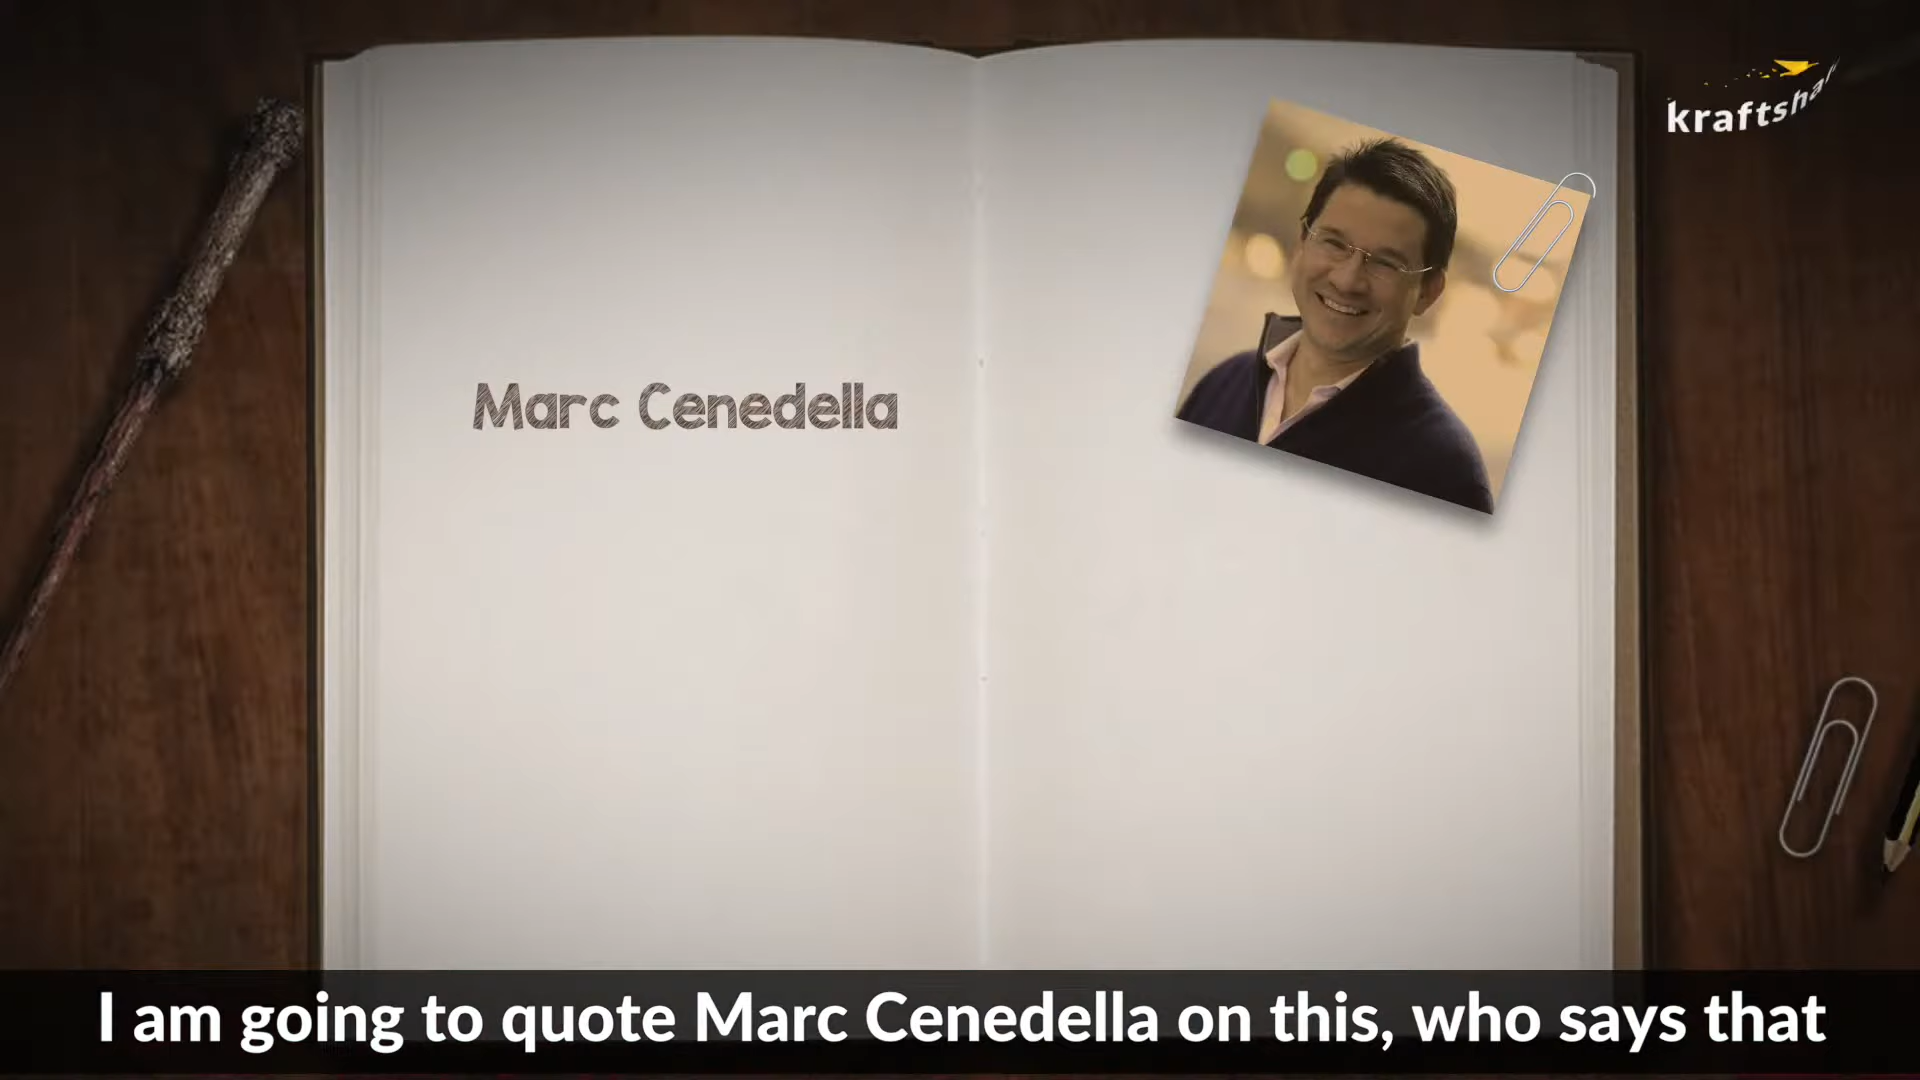 kraftsha
Marc Cenedella
I am going to quote Marc Cenedella on this, who says that